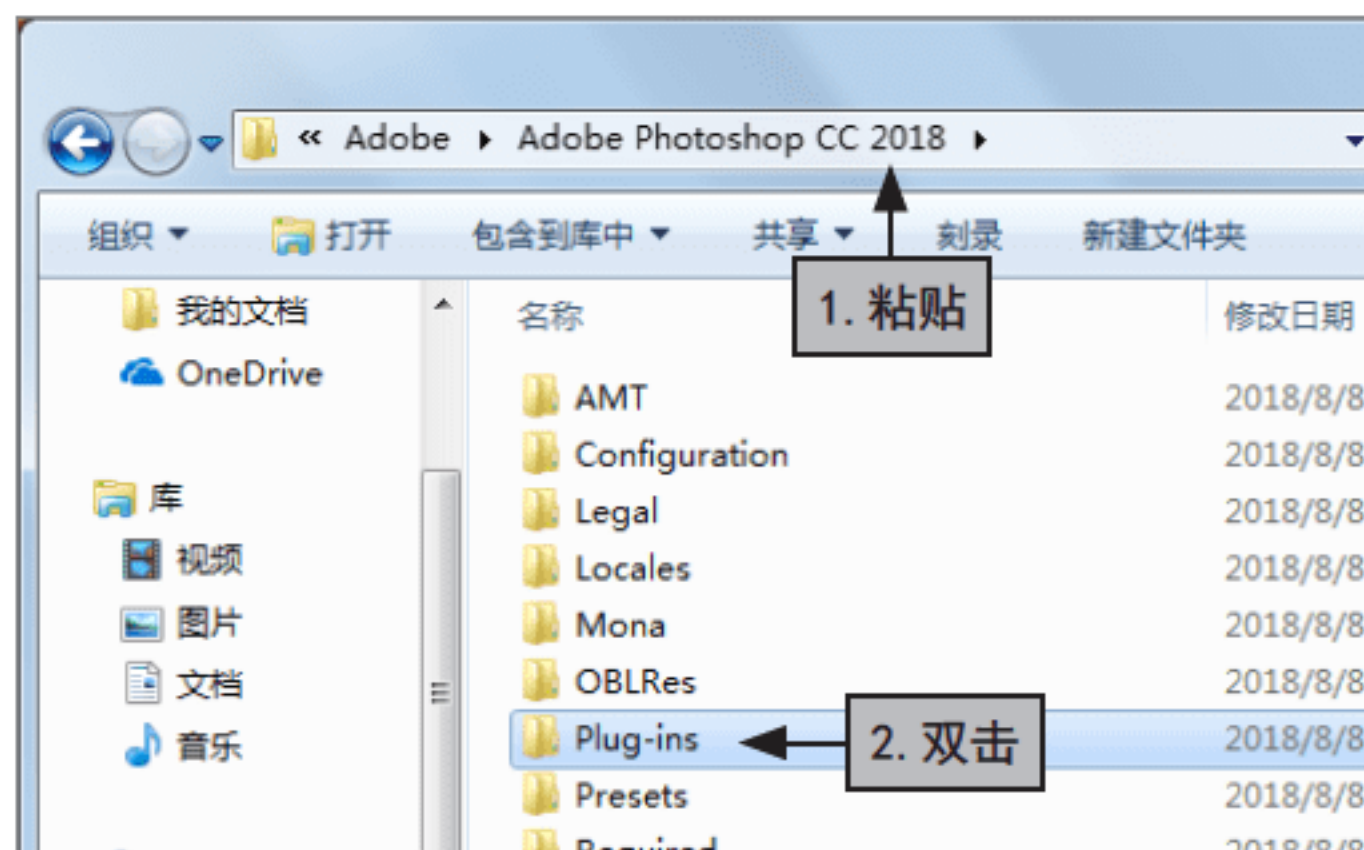 « Adobe ▸ Adobe Photoshop CC 2018 ▸
组织 打开 包含到库中 共享 刻录 新建文件夹
1. 粘贴
我的文档
OneDrive
库
视频
图片
文档
音乐
名称 修改日期
AMT 2018/8/8
Configuration 2018/8/8
Legal 2018/8/8
Locales 2018/8/8
Mona 2018/8/8
OBLRes 2018/8/8
Plug-ins 2018/8/8
2. 双击
Presets 2018/8/8
Required 2018/8/8